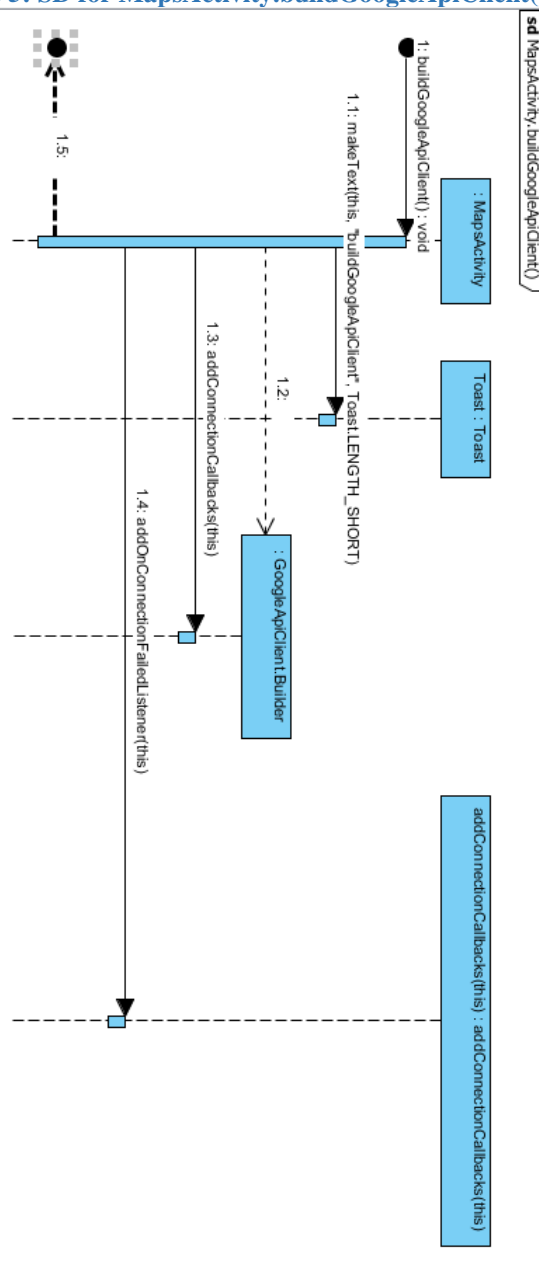 5. SD for MapsActivity.buildGoogleApiClient(
sd MapsActivity.buildGoogleApiClient()
: MapsActivity
Toast : Toast
addConnectionCallbacks(this) : addConnectionCallbacks(this)
1: buildGoogleApiClient() : void
1.1: makeText(this, "buildGoogleApiClient", Toast.LENGTH_SHORT)
1.2:
: GoogleApiClient.Builder
1.3: addConnectionCallbacks(this)
1.4: addOnConnectionFailedListener(this)
1.5: